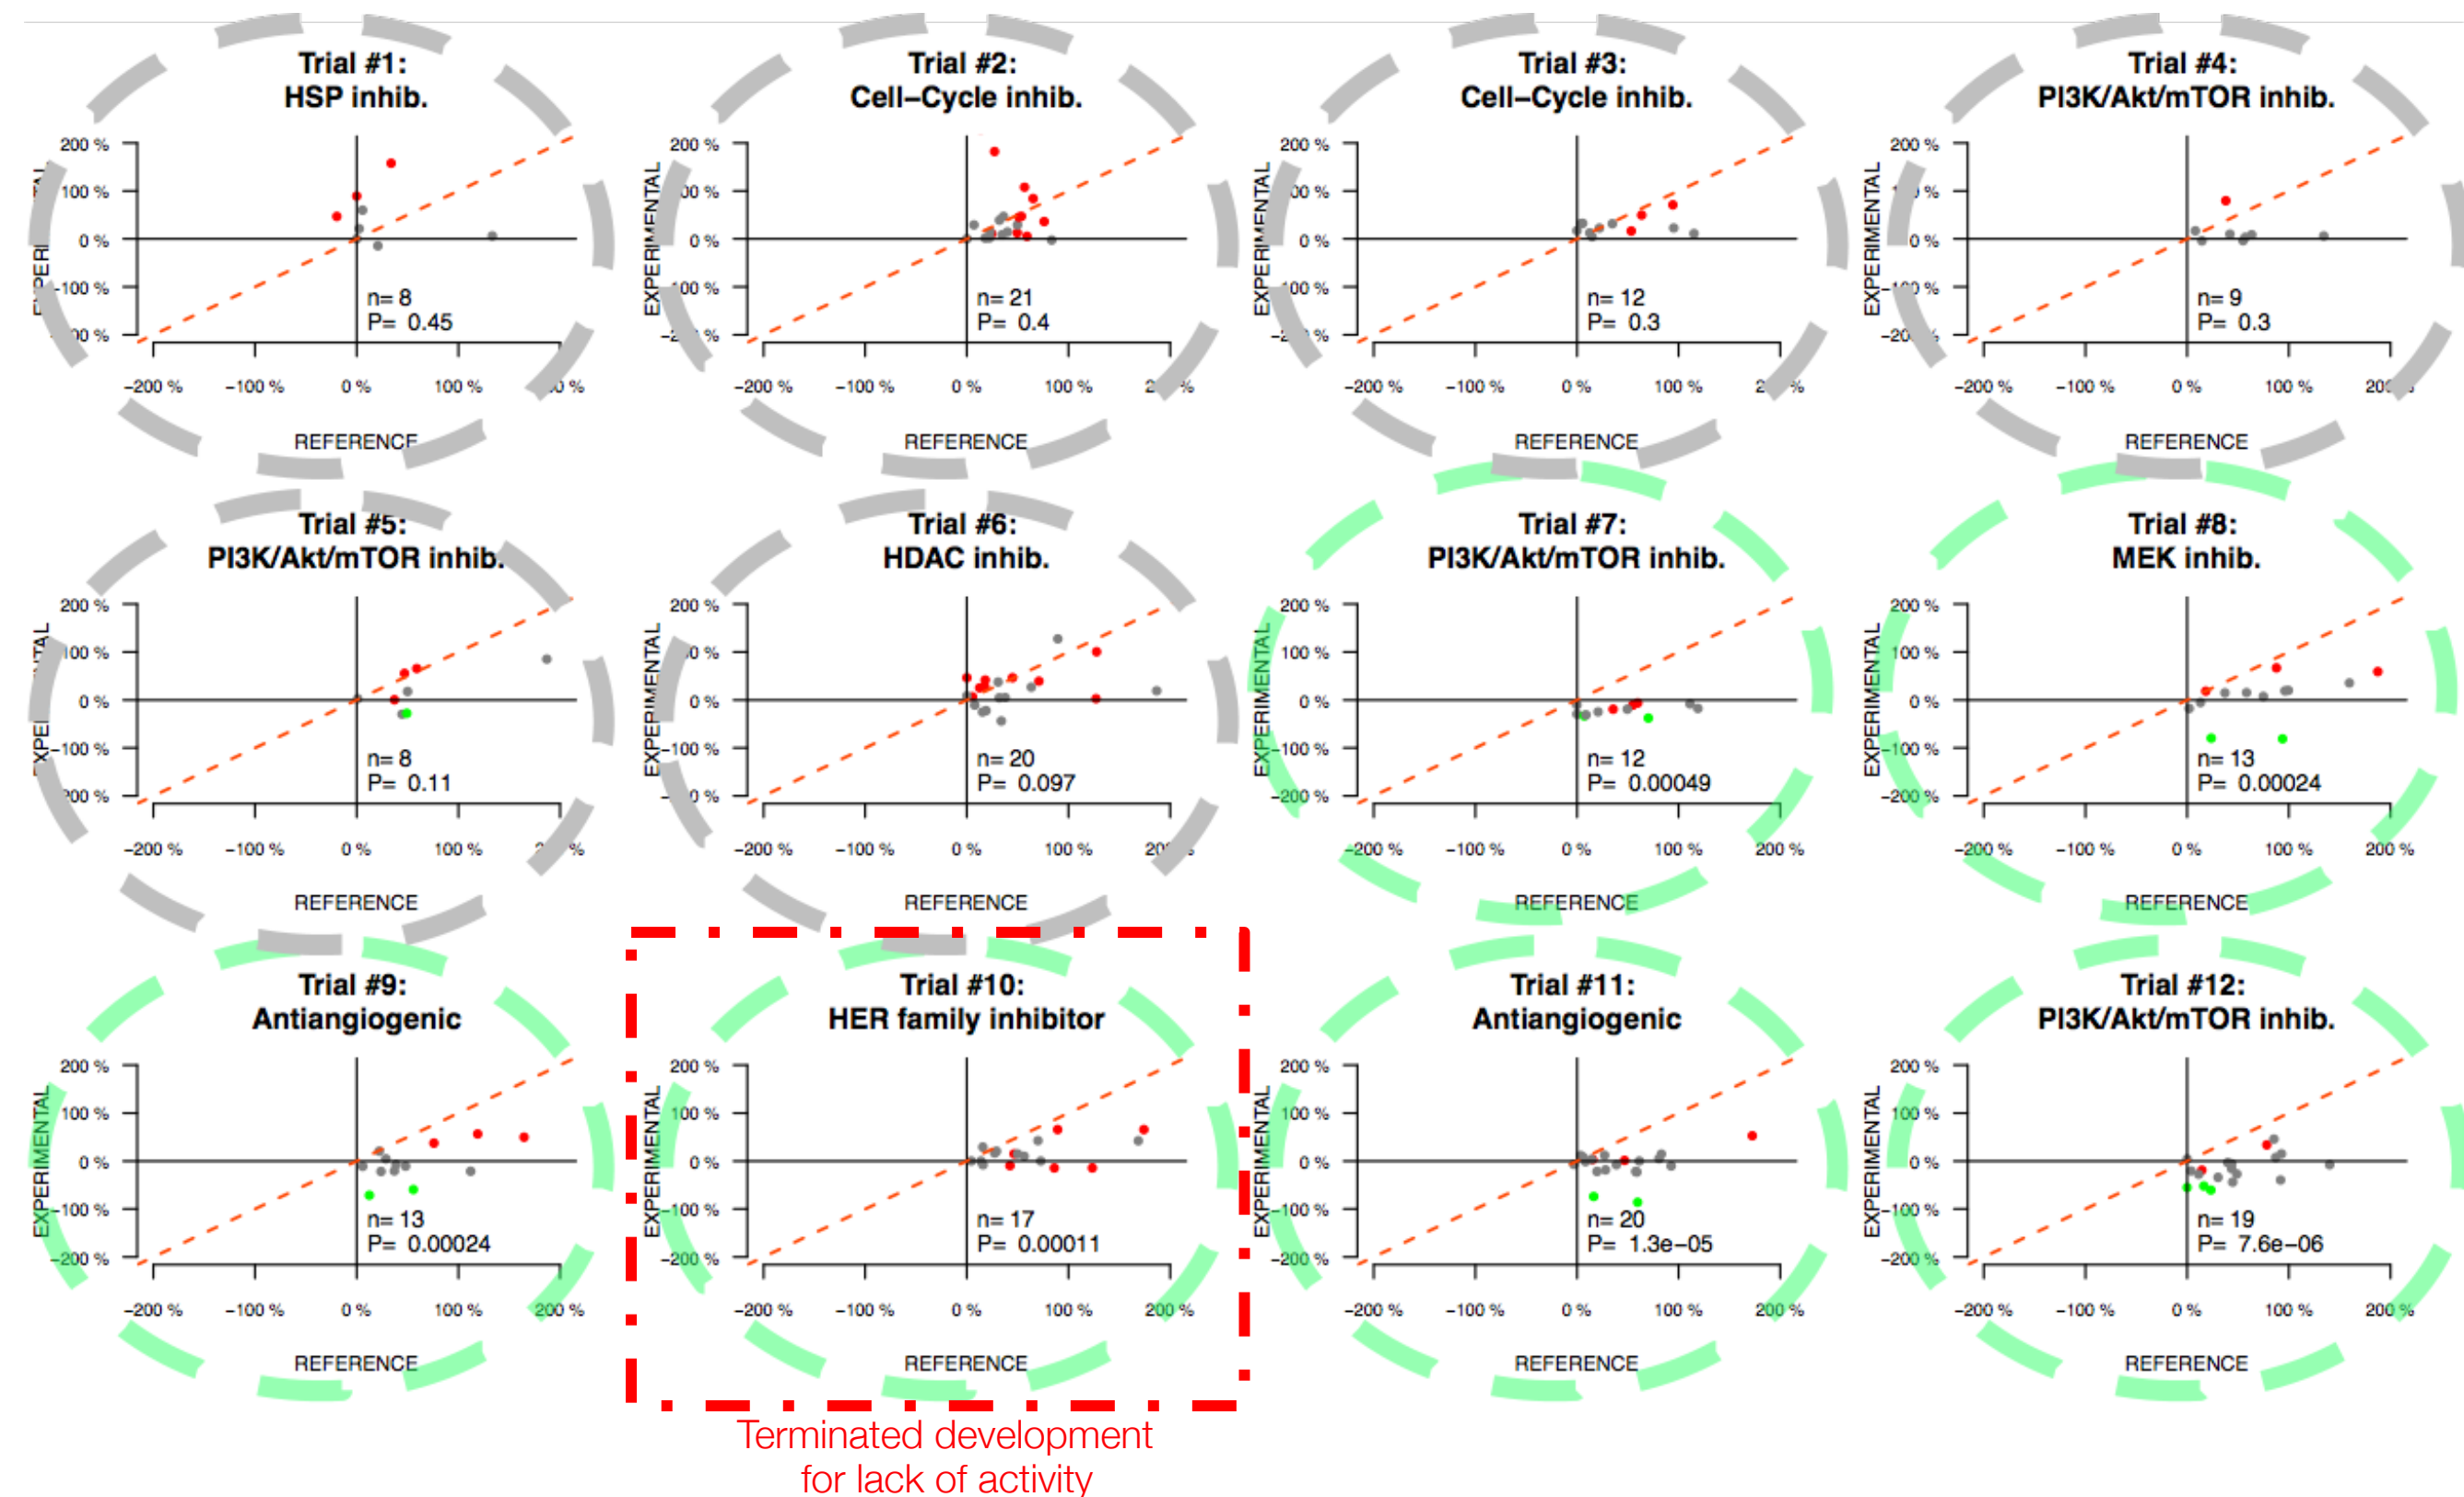 Trial #1:
HSP inhib.
200 %
100 %
0 %
n= 8
P= 0.45
−200 %
−100 %
0 %
100 %
REFERENCE
Trial #2:
Cell−Cycle inhib.
EXPERIMENTAL
200 %
0 %
n= 21
P= 0.4
−200 %
−100 %
0 %
100 %
REFERENCE
Trial #3:
Cell−Cycle inhib.
EXPERIMENTAL
200 %
0 %
n= 12
P= 0.3
−200 %
−100 %
0 %
100 %
REFERENCE
Trial #4:
PI3K/Akt/mTOR inhib.
EXPERIMENTAL
200 %
0 %
n= 9
P= 0.3
−200 %
−100 %
0 %
100 %
REFERENCE
Trial #5:
PI3K/Akt/mTOR inhib.
200 %
100 %
0 %
−100 %
n= 8
P= 0.11
−200 %
−100 %
0 %
100 %
REFERENCE
Trial #6:
HDAC inhib.
EXPERIMENTAL
200 %
0 %
−100 %
n= 20
P= 0.097
−200 %
−100 %
0 %
100 %
REFERENCE
Trial #7:
PI3K/Akt/mTOR inhib.
EXPERIMENTAL
200 %
100 %
0 %
−100 %
−200 %
n= 12
P= 0.00049
−200 %
−100 %
0 %
100 %
200 %
REFERENCE
Trial #8:
MEK inhib.
EXPERIMENTAL
200 %
100 %
0 %
−100 %
−200 %
n= 13
P= 0.00024
−200 %
−100 %
0 %
100 %
200 %
REFERENCE
Trial #9:
Antiangiogenic
EXPERIMENTAL
200 %
100 %
0 %
−100 %
−200 %
n= 13
P= 0.00024
−200 %
−100 %
0 %
100 %
200 %
REFERENCE
Trial #10:
HER family inhibitor
EXPERIMENTAL
200 %
100 %
0 %
−100 %
−200 %
n= 17
P= 0.00011
−200 %
−100 %
0 %
100 %
200 %
REFERENCE
Trial #11:
Antiangiogenic
EXPERIMENTAL
200 %
100 %
0 %
−100 %
−200 %
n= 20
P= 1.3e−05
−200 %
−100 %
0 %
100 %
200 %
REFERENCE
Trial #12:
PI3K/Akt/mTOR inhib.
EXPERIMENTAL
200 %
100 %
0 %
−100 %
−200 %
n= 19
P= 7.6e−06
−200 %
−100 %
0 %
100 %
200 %
REFERENCE
Terminated development
for lack of activity